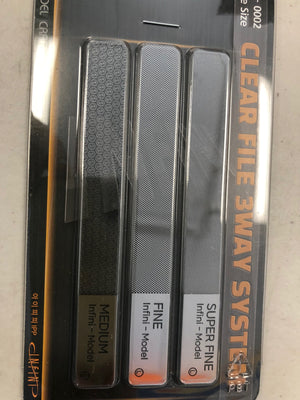 - 0002
e Size
CLEAR FILE 3WAY SYSTEM
MEDIUM
Infini - Model
FINE
Infini - Model
SUPER FINE
Infini - Model